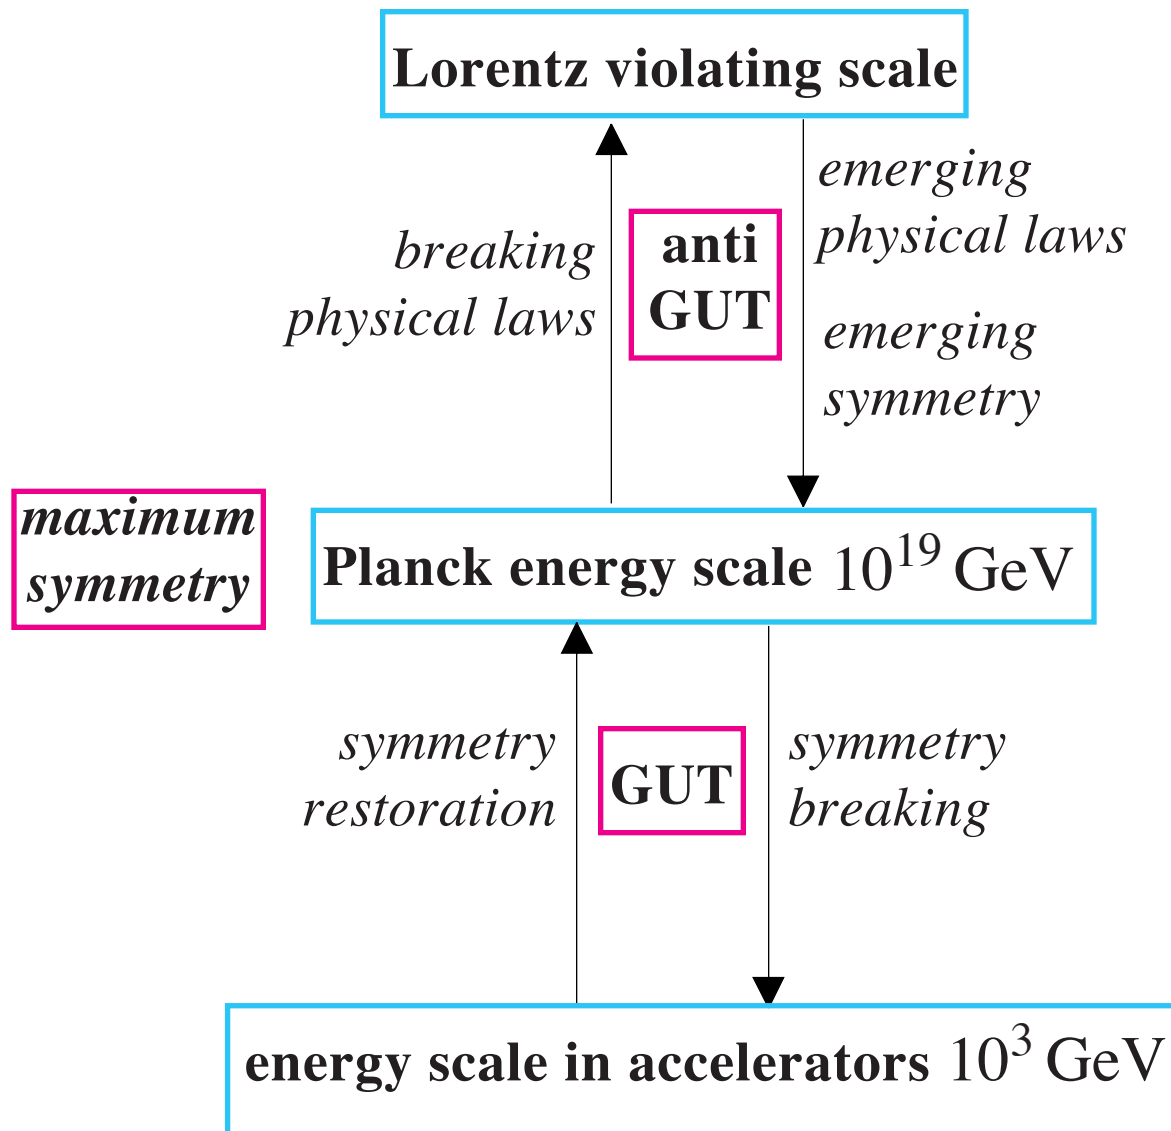 Lorentz violating scale
emerging
physical laws
breaking
physical laws
anti
GUT
emerging
symmetry
maximum
symmetry
Planck energy scale 10^19 GeV
symmetry
restoration
GUT
symmetry
breaking
energy scale in accelerators 10^3 GeV